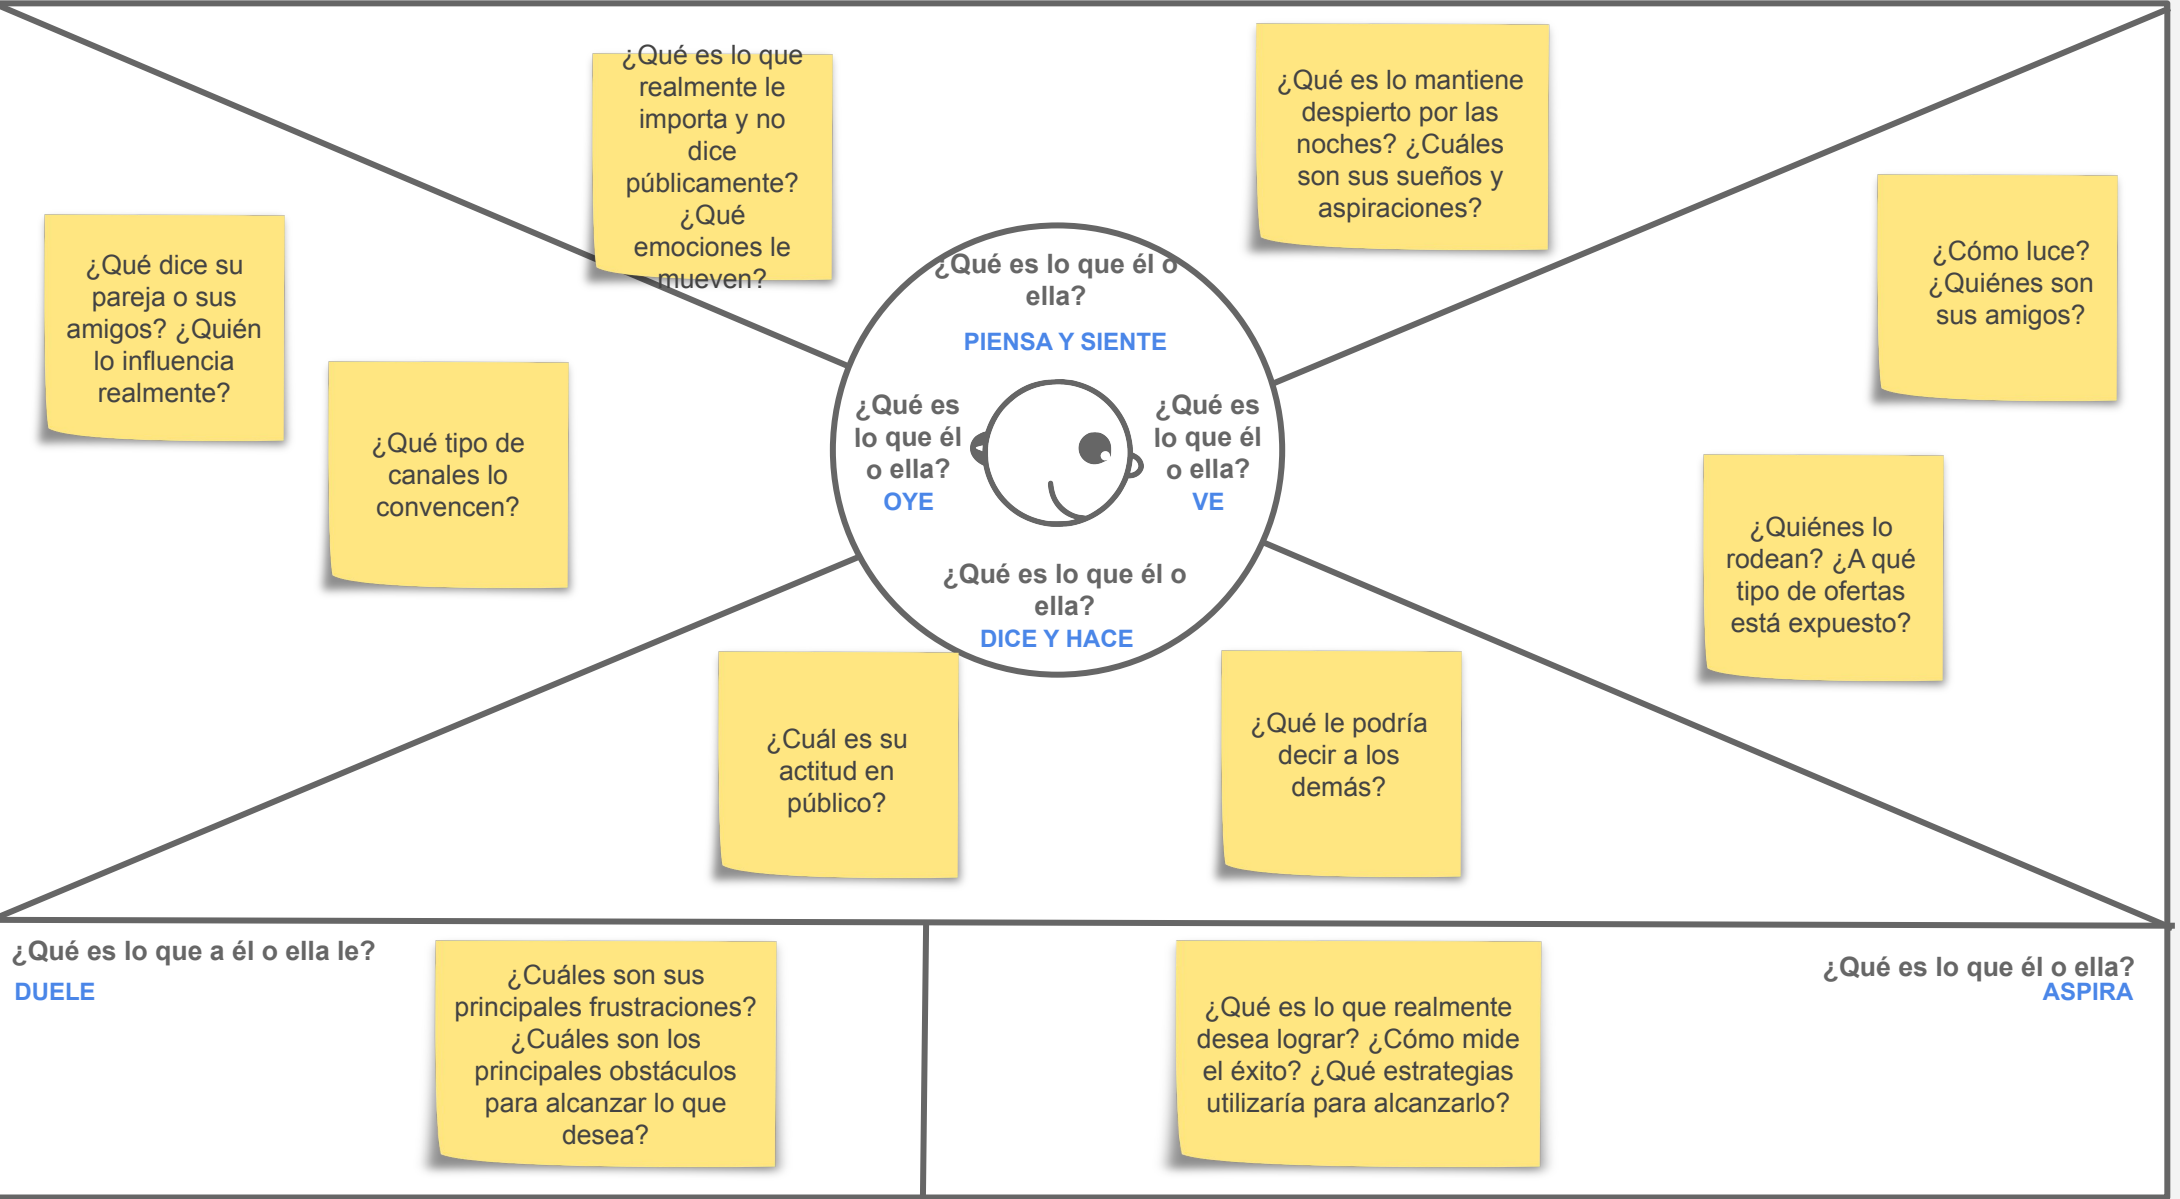 ¿Qué es lo que
realmente le
importa y no
dice
públicamente?
¿Qué
emociones le
mueven?
¿Qué es lo mantiene
despierto por las
noches? ¿Cuáles
son sus sueños y
aspiraciones?
¿Qué dice su
pareja o sus
amigos? ¿Quién
lo influencia
realmente?
¿Qué tipo de
canales lo
convencen?
¿Qué es lo que él o
ella?
PIENSA Y SIENTE
¿Qué es
lo que él
o ella?
OYE
¿Qué es
lo que él
o ella?
VE
¿Qué es lo que él o
ella?
DICE Y HACE
¿Cómo luce?
¿Quiénes son
sus amigos?
¿Quiénes lo
rodean? ¿A qué
tipo de ofertas
está expuesto?
¿Cuál es su
actitud en
público?
¿Qué le podría
decir a los
demás?
¿Qué es lo que a él o ella le?
DUELE
¿Cuáles son sus
principales frustraciones?
¿Cuáles son los
principales obstáculos
para alcanzar lo que
desea?
¿Qué es lo que realmente
desea lograr? ¿Cómo mide
el éxito? ¿Qué estrategias
utilizaría para alcanzarlo?
¿Qué es lo que él o ella?
ASPIRA